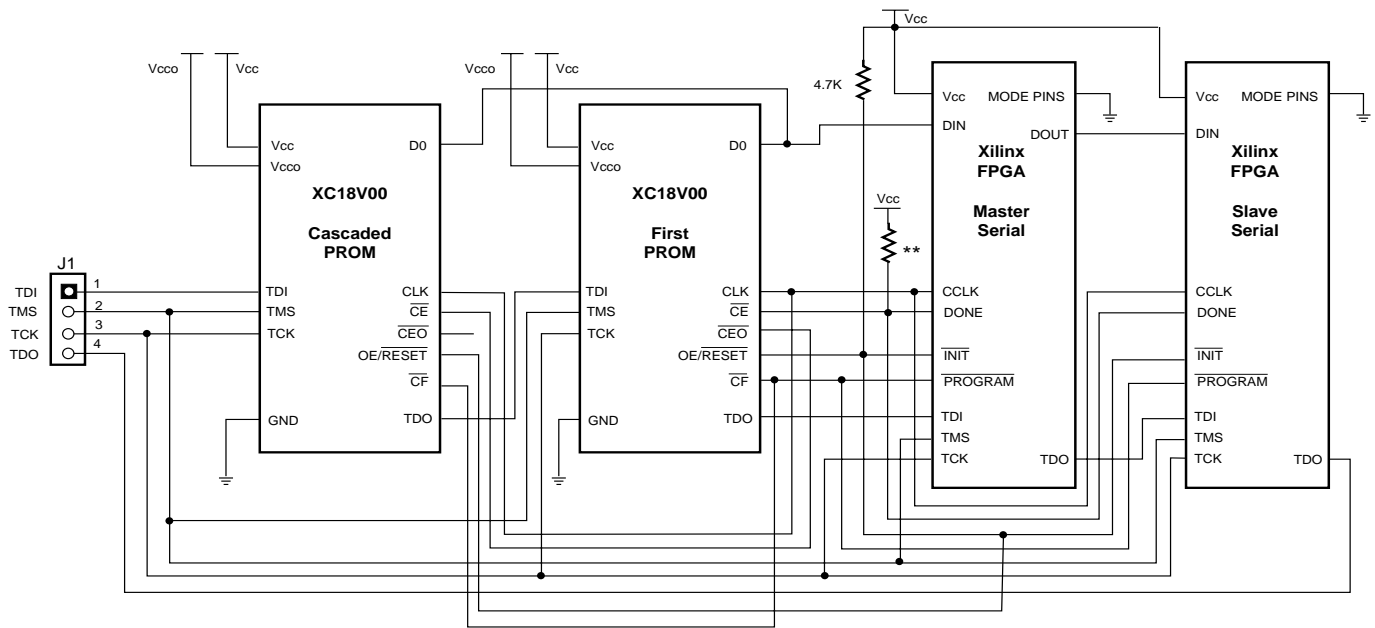 Vcc
Vcco Vcc
Vcco Vcc
4.7K
Vcc MODE PINS
Vcc MODE PINS
Vcc
Vcco
D0
XC18V00
Cascaded
PROM
TDI
TMS
TCK
GND
CLK
CE
CEO
OE/RESET
CF
TDO
Vcc
Vcco
D0
XC18V00
First
PROM
TDI
TMS
TCK
GND
CLK
CE
CEO
OE/RESET
CF
TDO
Vcc
**
DIN
DOUT
Xilinx
FPGA
Master
Serial
CCLK
DONE
INIT
PROGRAM
TDI
TMS
TCK
TDO
DIN
Xilinx
FPGA
Slave
Serial
CCLK
DONE
INIT
PROGRAM
TDI
TMS
TCK
TDO
J1
TDI 1
TMS 2
TCK 3
TDO 4